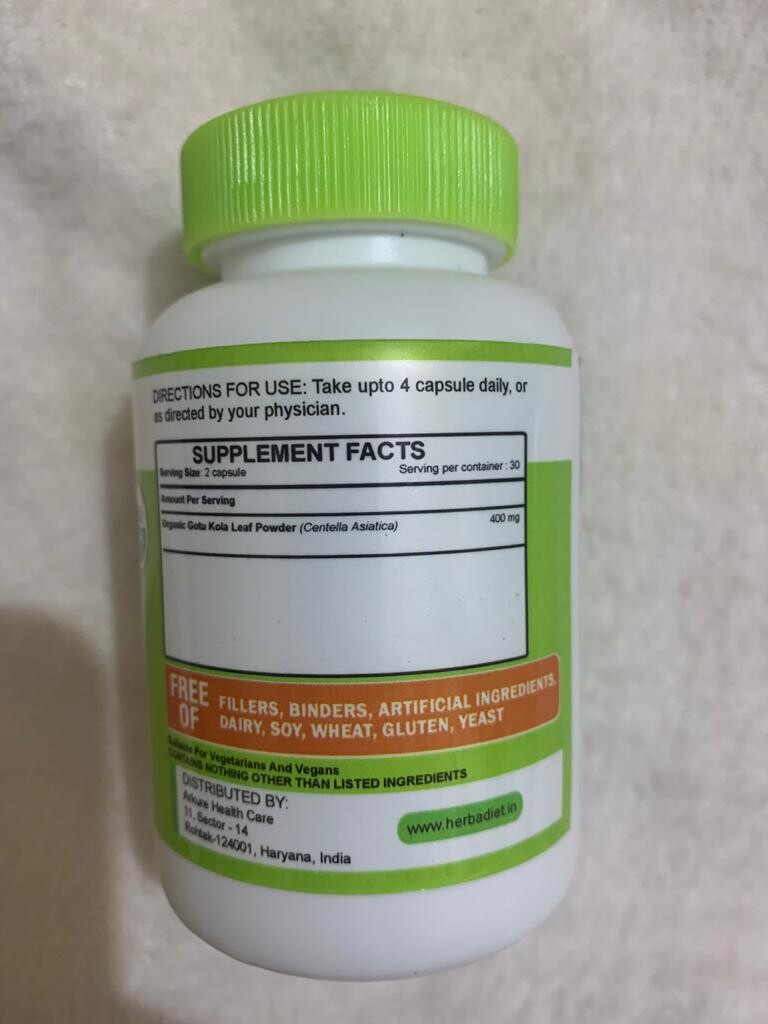 DIRECTIONS FOR USE: Take upto 4 capsule daily, or
as directed by your physician.
SUPPLEMENT FACTS
Serving Size: 2 capsule Serving per container : 30
Amount Per Serving
Organic Gotu Kola Leaf Powder (Centella Asiatica) 400 mg
FREE OF
FILLERS, BINDERS, ARTIFICIAL INGREDIENTS,
DAIRY, SOY, WHEAT, GLUTEN, YEAST
Suitable For Vegetarians And Vegans
CONTAINS NOTHING OTHER THAN LISTED INGREDIENTS
DISTRIBUTED BY:
Arkure Health Care
11, Sector - 14
Rohtak-124001, Haryana, India
www.herbadiet.in